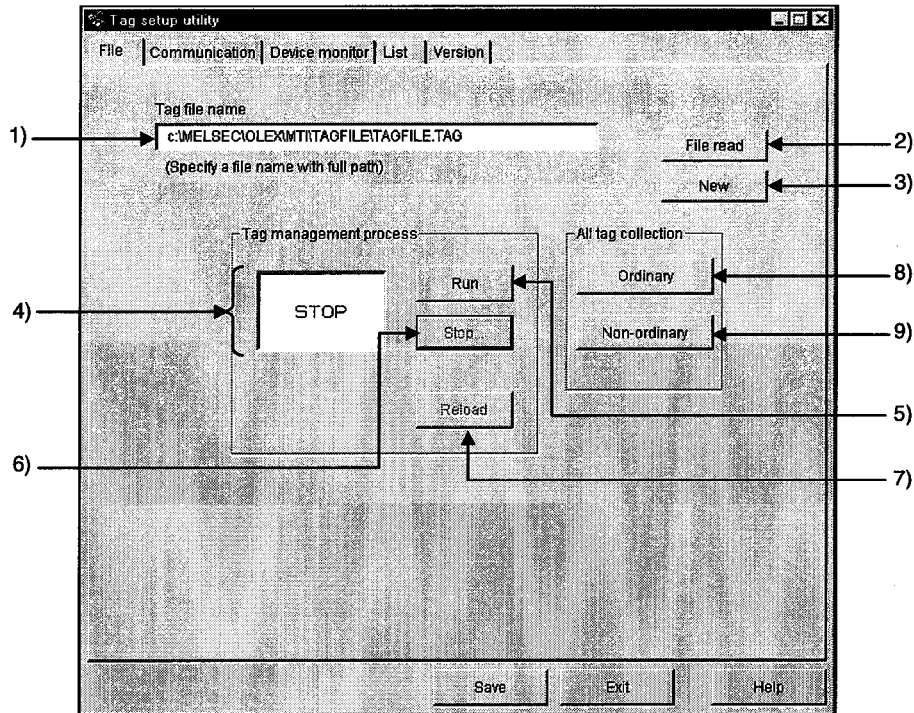 Tag setup utility
File Communication Device monitor List Version
Tag file name
1) c:\MELSEC\OLEX\MTI\TAGFILE\TAGFILE.TAG
(Specify a file name with full path)
File read 2)
New 3)
Tag management process
All tag collection
4) STOP
Run
Ordinary 8)
Stop
Non-ordinary 9)
Reload
5)
6)
7)
Save Exit Help